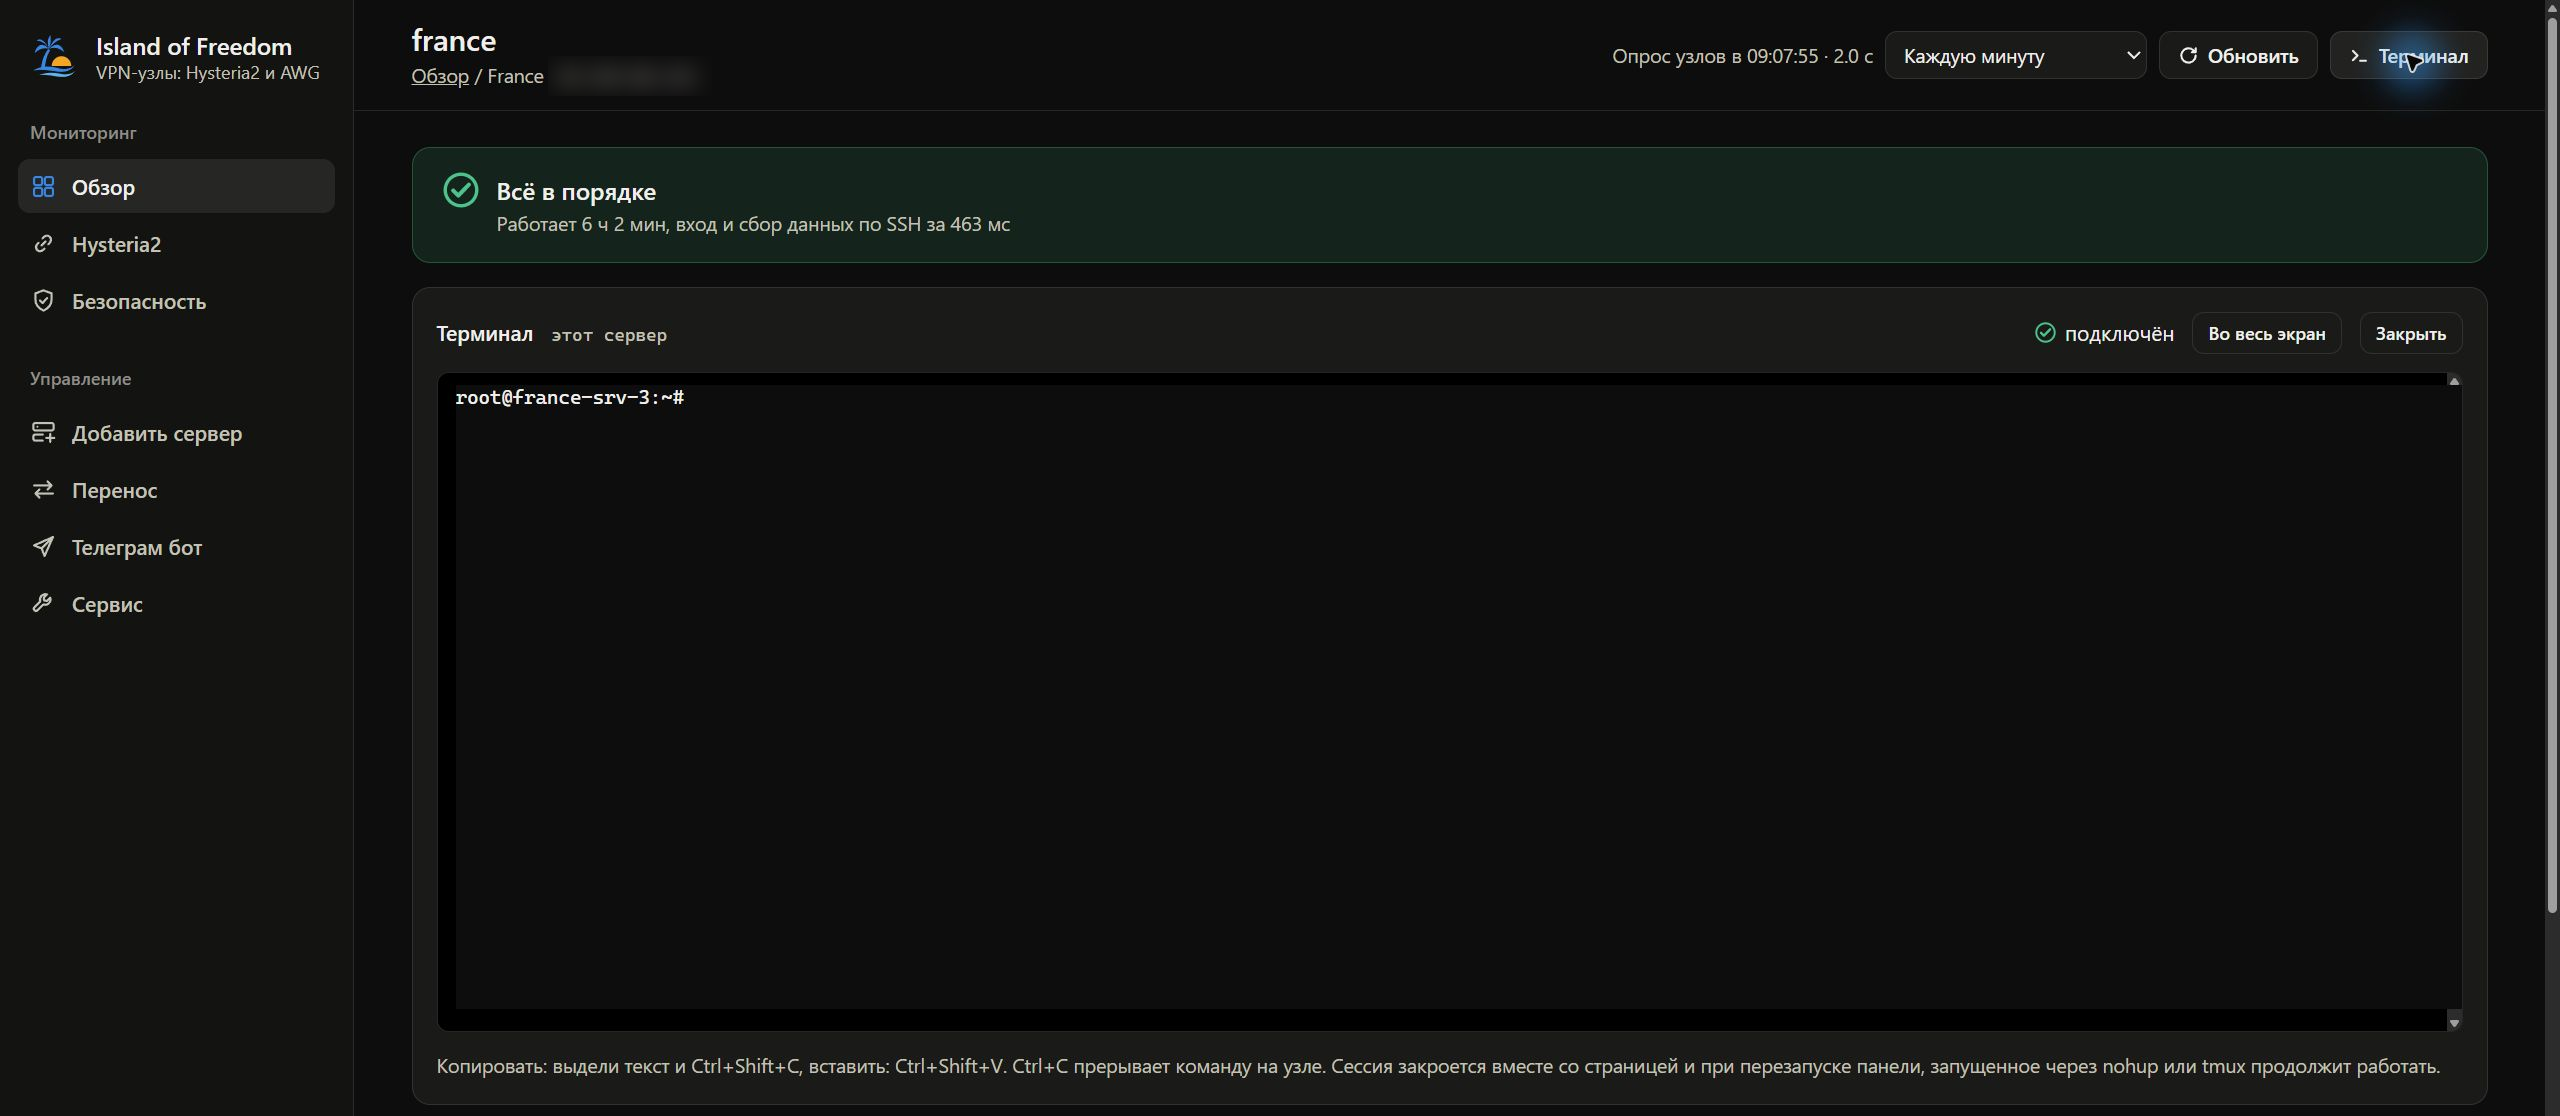 Island of Freedom
VPN-узлы: Hysteria2 и AWG
Мониторинг
Обзор
Hysteria2
Безопасность
Управление
Добавить сервер
Перенос
Телеграм бот
Сервис
france
Обзор / France
Опрос узлов в 09:07:55 · 2.0 с
Каждую минуту
Обновить
Терминал
Всё в порядке
Работает 6 ч 2 мин, вход и сбор данных по SSH за 463 мс
Терминал этот сервер
подключён
Во весь экран
Закрыть
root@france-srv-3:~#
Копировать: выдели текст и Ctrl+Shift+C, вставить: Ctrl+Shift+V. Ctrl+C прерывает команду на узле. Сессия закроется вместе со страницей и при перезапуске панели, запущенное через nohup или tmux продолжит работать.